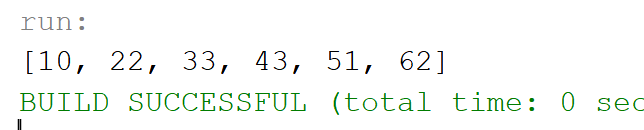 run:
[10, 22, 33, 43, 51, 62]
BUILD SUCCESSFUL (total time: 0 sec